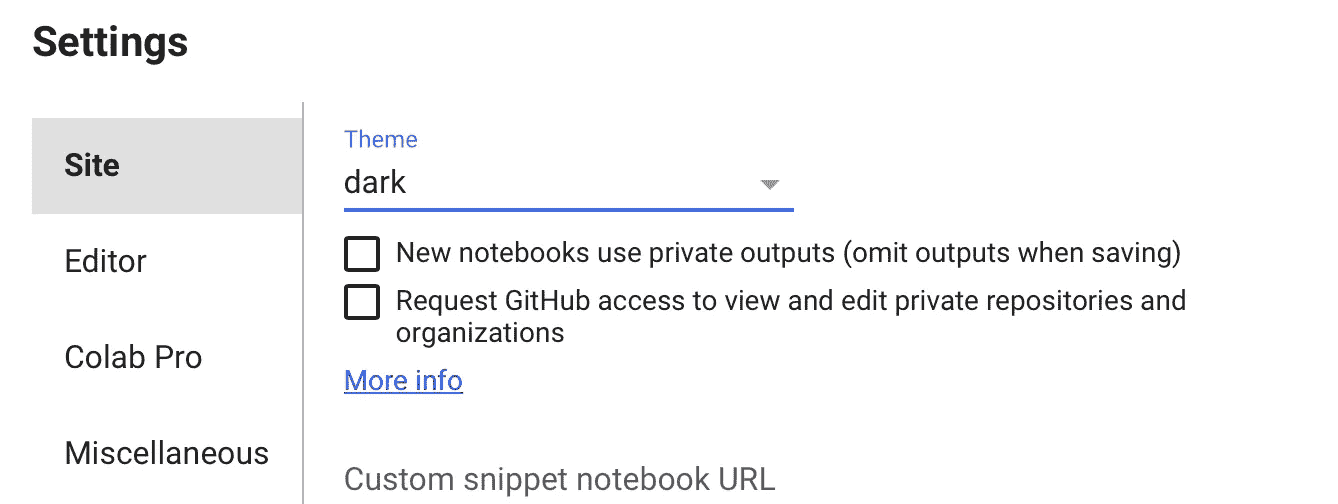 Settings
Site
Editor
Colab Pro
Miscellaneous
Theme
dark
New notebooks use private outputs (omit outputs when saving)
Request GitHub access to view and edit private repositories and
organizations
More info
Custom snippet notebook URL